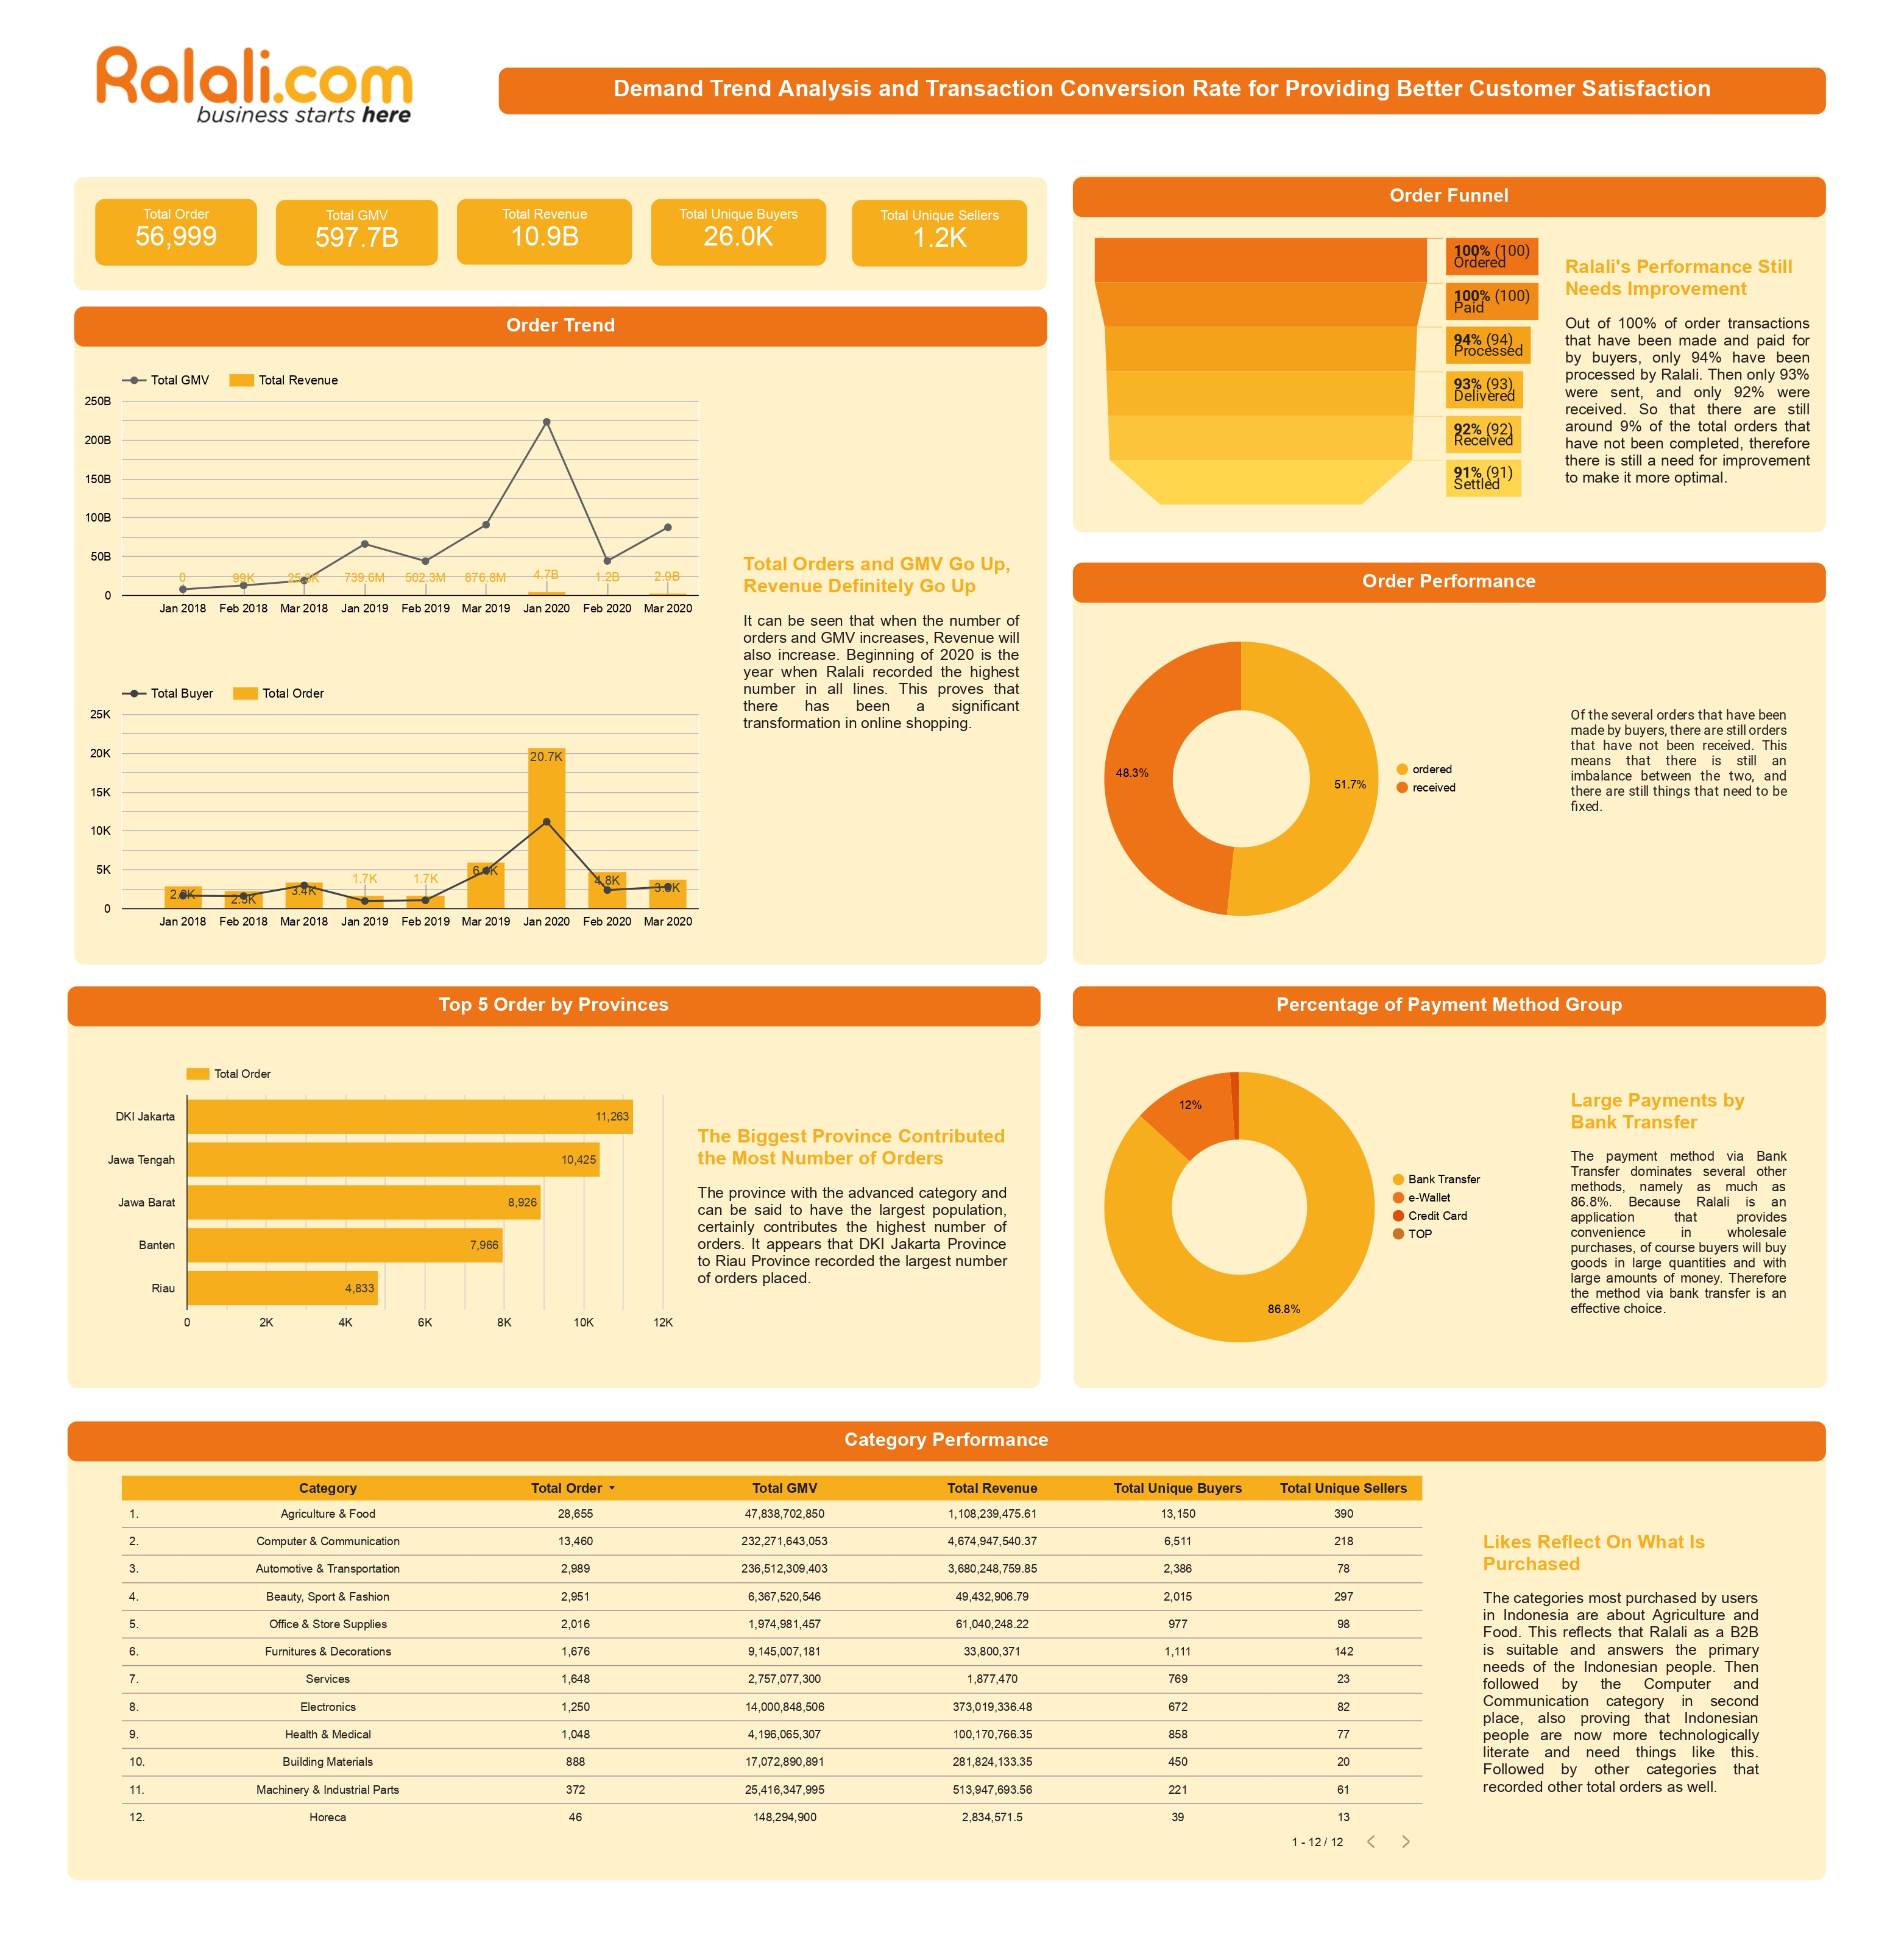 Ralali.com
business starts here
Demand Trend Analysis and Transaction Conversion Rate for Providing Better Customer Satisfaction
Total Order
56,999
Total GMV
597.7B
Total Revenue
10.9B
Total Unique Buyers
26.0K
Total Unique Sellers
1.2K
Order Trend
Total GMV
Total Revenue
250B
200B
150B
100B
50B
0
0
99K
739.6M
502.3M
876.8M
4.7B
1.2B
2.9B
Jan 2018
Feb 2018
Mar 2018
Jan 2019
Feb 2019
Mar 2019
Jan 2020
Feb 2020
Mar 2020
Total Buyer
Total Order
25K
20K
15K
10K
5K
0
3.4K
1.7K
1.7K
20.7K
4.8K
Jan 2018
Feb 2018
Mar 2018
Jan 2019
Feb 2019
Mar 2019
Jan 2020
Feb 2020
Mar 2020
Total Orders and GMV Go Up,
Revenue Definitely Go Up
It can be seen that when the number of
orders and GMV increases, Revenue will
also increase. Beginning of 2020 is the
year when Ralali recorded the highest
number in all lines. This proves that
there has been a significant
transformation in online shopping.
Order Funnel
100% (100)
Ordered
100% (100)
Paid
94% (94)
Processed
93% (93)
Delivered
92% (92)
Received
91% (91)
Settled
Ralali's Performance Still
Needs Improvement
Out of 100% of order transactions
that have been made and paid for
by buyers, only 94% have been
processed by Ralali. Then only 93%
were sent, and only 92% were
received. So that there are still
around 9% of the total orders that
have not been completed, therefore
there is still a need for improvement
to make it more optimal.
Order Performance
48.3%
51.7%
ordered
received
Of the several orders that have been
made by buyers, there are still orders
that have not been received. This
means that there is still an
imbalance between the two, and
there are still things that need to be
fixed.
Top 5 Order by Provinces
Total Order
DKI Jakarta
11,263
Jawa Tengah
10,425
Jawa Barat
8,926
Banten
7,966
Riau
4,833
0
2K
4K
6K
8K
10K
12K
The Biggest Province Contributed
the Most Number of Orders
The province with the advanced category and
can be said to have the largest population,
certainly contributes the highest number of
orders. It appears that DKI Jakarta Province
to Riau Province recorded the largest number
of orders placed.
Percentage of Payment Method Group
12%
86.8%
Bank Transfer
e-Wallet
Credit Card
TOP
Large Payments by
Bank Transfer
The payment method via Bank
Transfer dominates several other
methods, namely as much as
86.8%. Because Ralali is an
application that provides
convenience in wholesale
purchases, of course buyers will buy
goods in large quantities and with
large amounts of money. Therefore
the method via bank transfer is an
effective choice.
Category Performance
Category Total Order Total GMV Total Revenue Total Unique Buyers Total Unique Sellers
1. Agriculture & Food 28,655 47,838,702,850 1,108,239,475.61 13,150 390
2. Computer & Communication 13,460 232,271,643,053 4,674,947,540.37 6,511 218
3. Automotive & Transportation 2,989 236,512,309,403 3,680,248,759.85 2,386 78
4. Beauty, Sport & Fashion 2,951 6,367,520,546 49,432,906.79 2,015 297
5. Office & Store Supplies 2,016 1,974,981,457 61,040,248.22 977 98
6. Furnitures & Decorations 1,676 9,145,007,181 33,800,371 1,111 142
7. Services 1,648 2,757,077,300 1,877,470 769 23
8. Electronics 1,250 14,000,848,506 373,019,336.48 672 82
9. Health & Medical 1,048 4,196,065,307 100,170,766.35 858 77
10. Building Materials 888 17,072,890,891 281,824,133.35 450 20
11. Machinery & Industrial Parts 372 25,416,347,995 513,947,693.56 221 61
12. Horeca 46 148,294,900 2,834,571.5 39 13
1 - 12 / 12
Likes Reflect On What Is
Purchased
The categories most purchased by users
in Indonesia are about Agriculture and
Food. This reflects that Ralali as a B2B
is suitable and answers the primary
needs of the Indonesian people. Then
followed by the Computer and
Communication category in second
place, also proving that Indonesian
people are now more technologically
literate and need things like this.
Followed by other categories that
recorded other total orders as well.